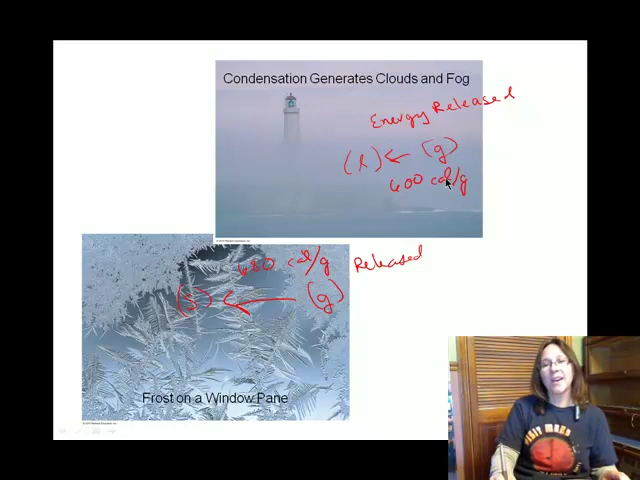 Condensation Generates Clouds and Fog
Energy Released
(l) ← (g)
600 cal/g
680 cal/g Released
(s) ← (g)
Frost on a Window Pane